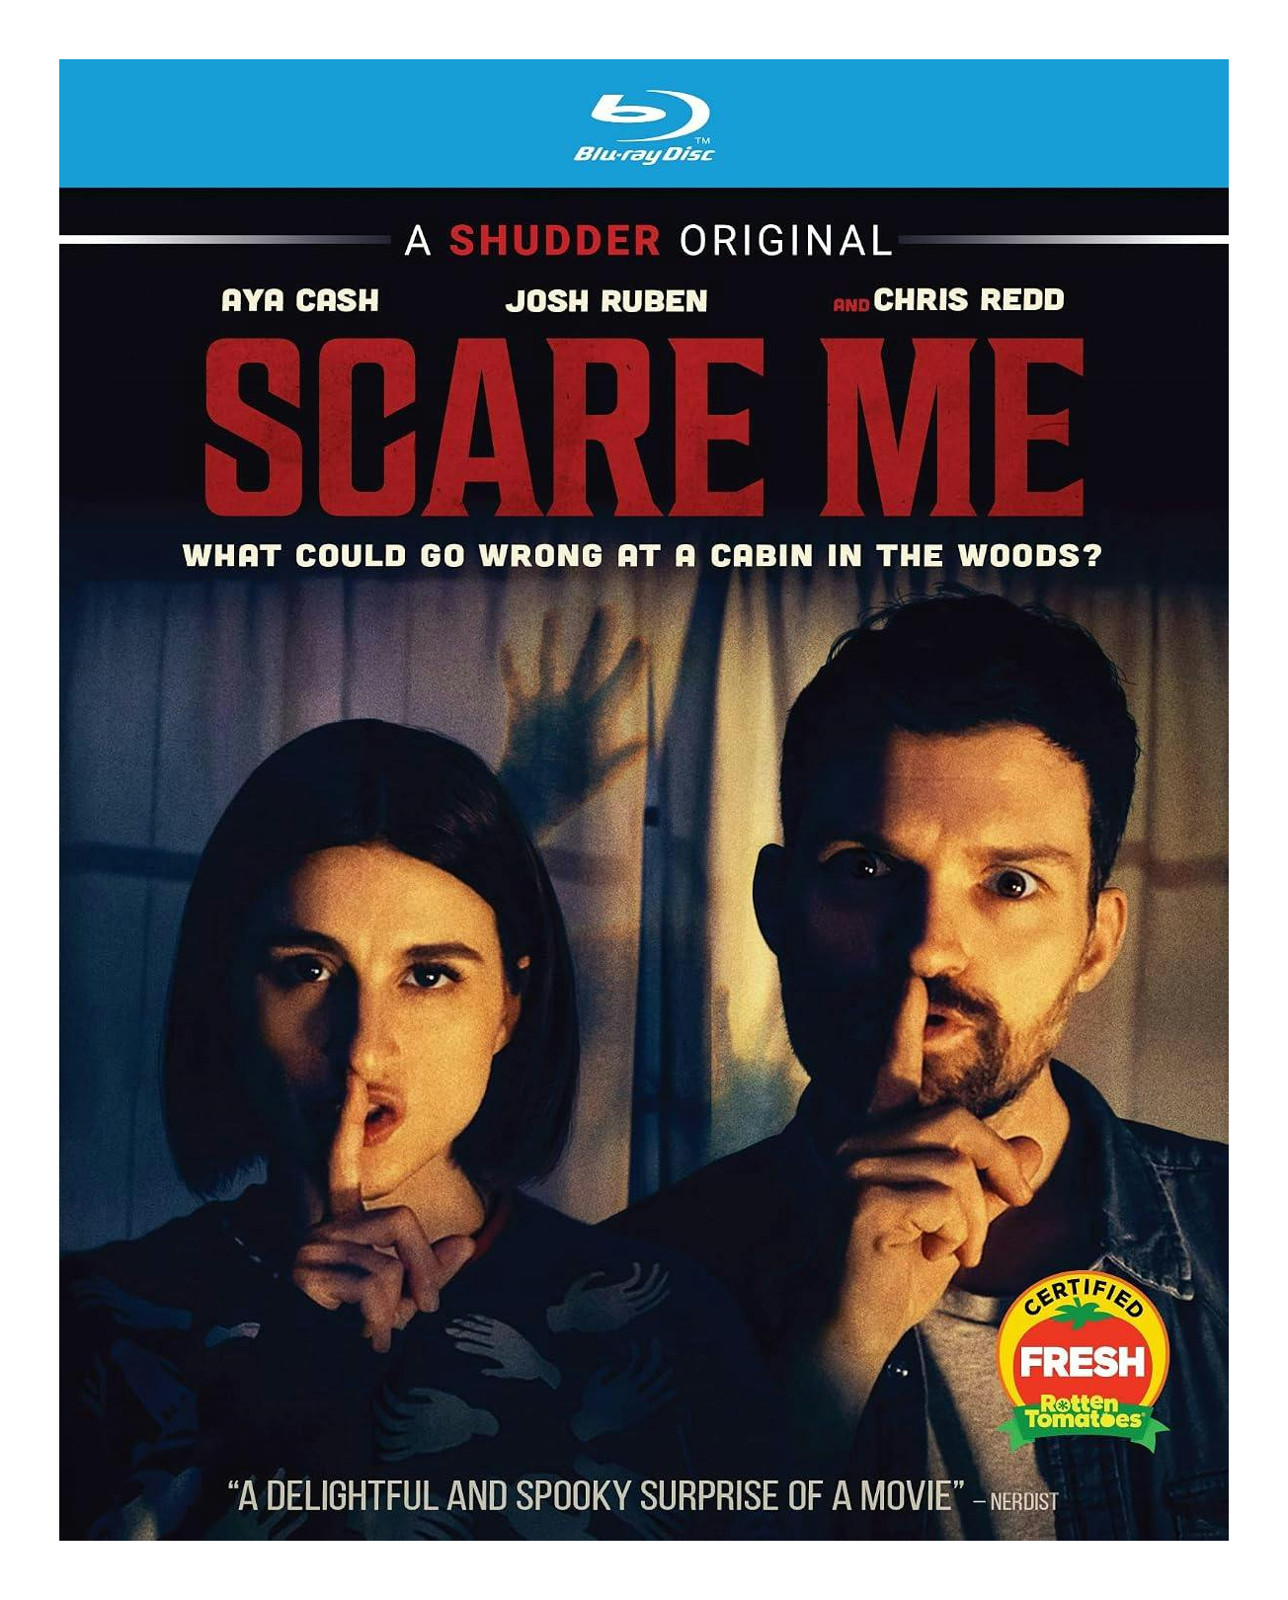 Blu-ray Disc™
A SHUDDER ORIGINAL
AYA CASH JOSH RUBEN AND CHRIS REDD
SCARE ME
WHAT COULD GO WRONG AT A CABIN IN THE WOODS?
CERTIFIED
FRESH
Rotten
Tomatoes®
“A DELIGHTFUL AND SPOOKY SURPRISE OF A MOVIE” – NERDIST